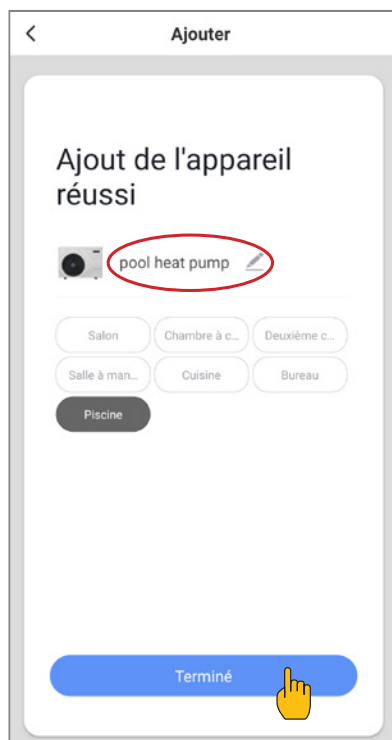 Ajouter
Ajout de l'appareil
réussi
pool heat pump
Salon
Chambre à c...
Deuxième c...
Salle à man...
Cuisine
Bureau
Piscine
Terminé